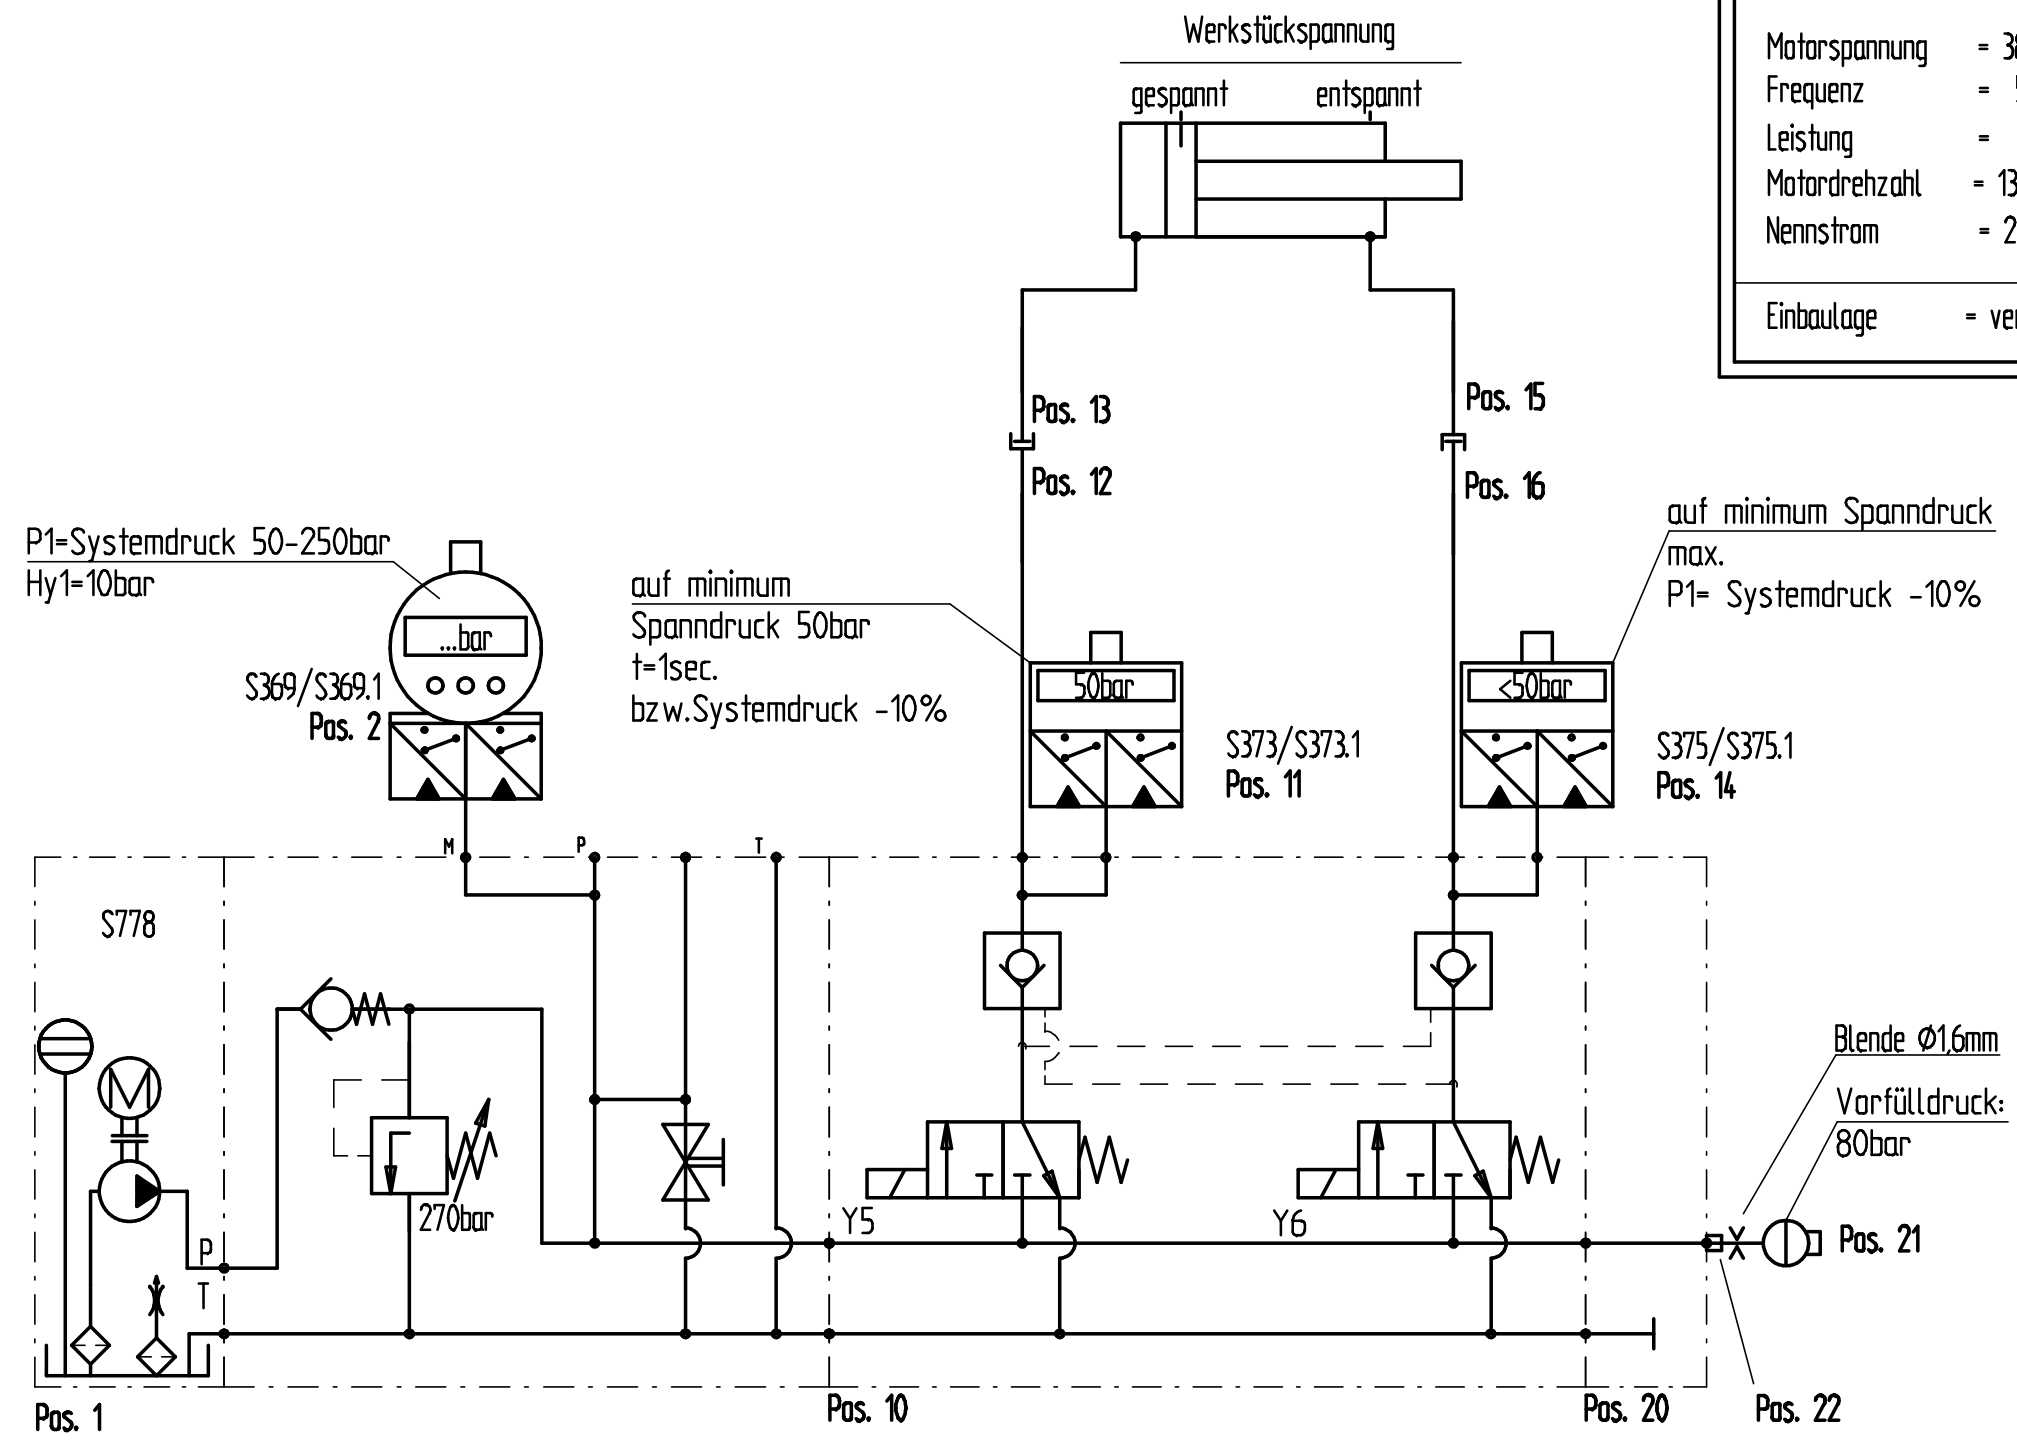 Werkstückspannung
gespannt
entspannt
Motorspannung =
Frequenz =
Leistung =
Motordrehzahl = 13
Nennstrom = 2
Einbaulage =
Pos. 13
Pos. 12
Pos. 15
Pos. 16
P1=Systemdruck 50-250bar
Hy1=10bar
...bar
S369/S369.1
Pos. 2
auf minimum
Spanndruck 50bar
t=1sec.
bzw.Systemdruck -10%
50bar
S373/S373.1
Pos. 11
auf minimum Spanndruck
max.
P1= Systemdruck -10%
<50bar
S375/S375.1
Pos. 14
M
P
T
S778
M
P
T
270bar
Y5
Y6
Blende Ø1,6mm
Vorfülldruck:
80bar
Pos. 21
Pos. 1
Pos. 10
Pos. 20
Pos. 22